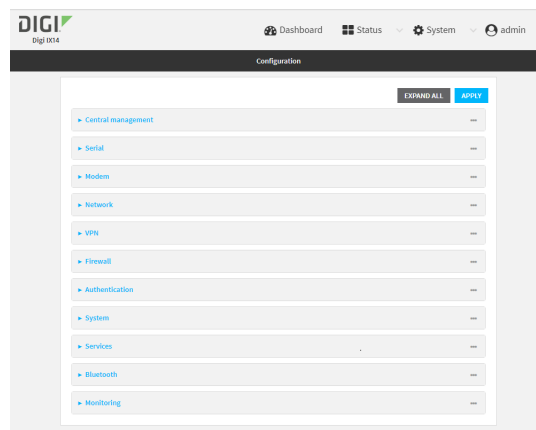 DIGI
Digi IX14
Dashboard
Status
System
admin
Configuration
EXPAND ALL
APPLY
Central management
Serial
Modem
Network
VPN
Firewall
Authentication
System
Services
Bluetooth
Monitoring